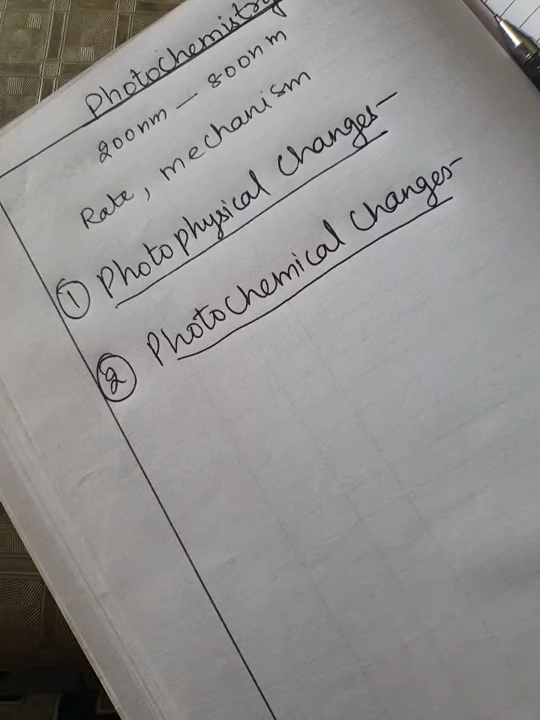 Photochemistry
200nm - 800nm
Rate, mechanism
① Photophysical changes-
② Photochemical changes-